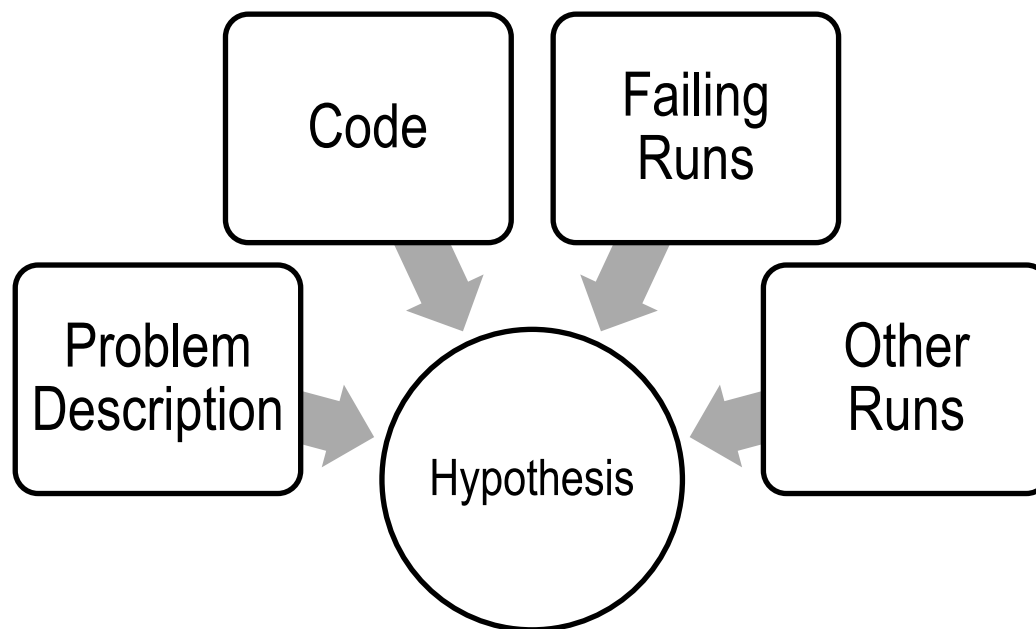 Code
Failing
Runs
Problem
Description
Other
Runs
Hypothesis